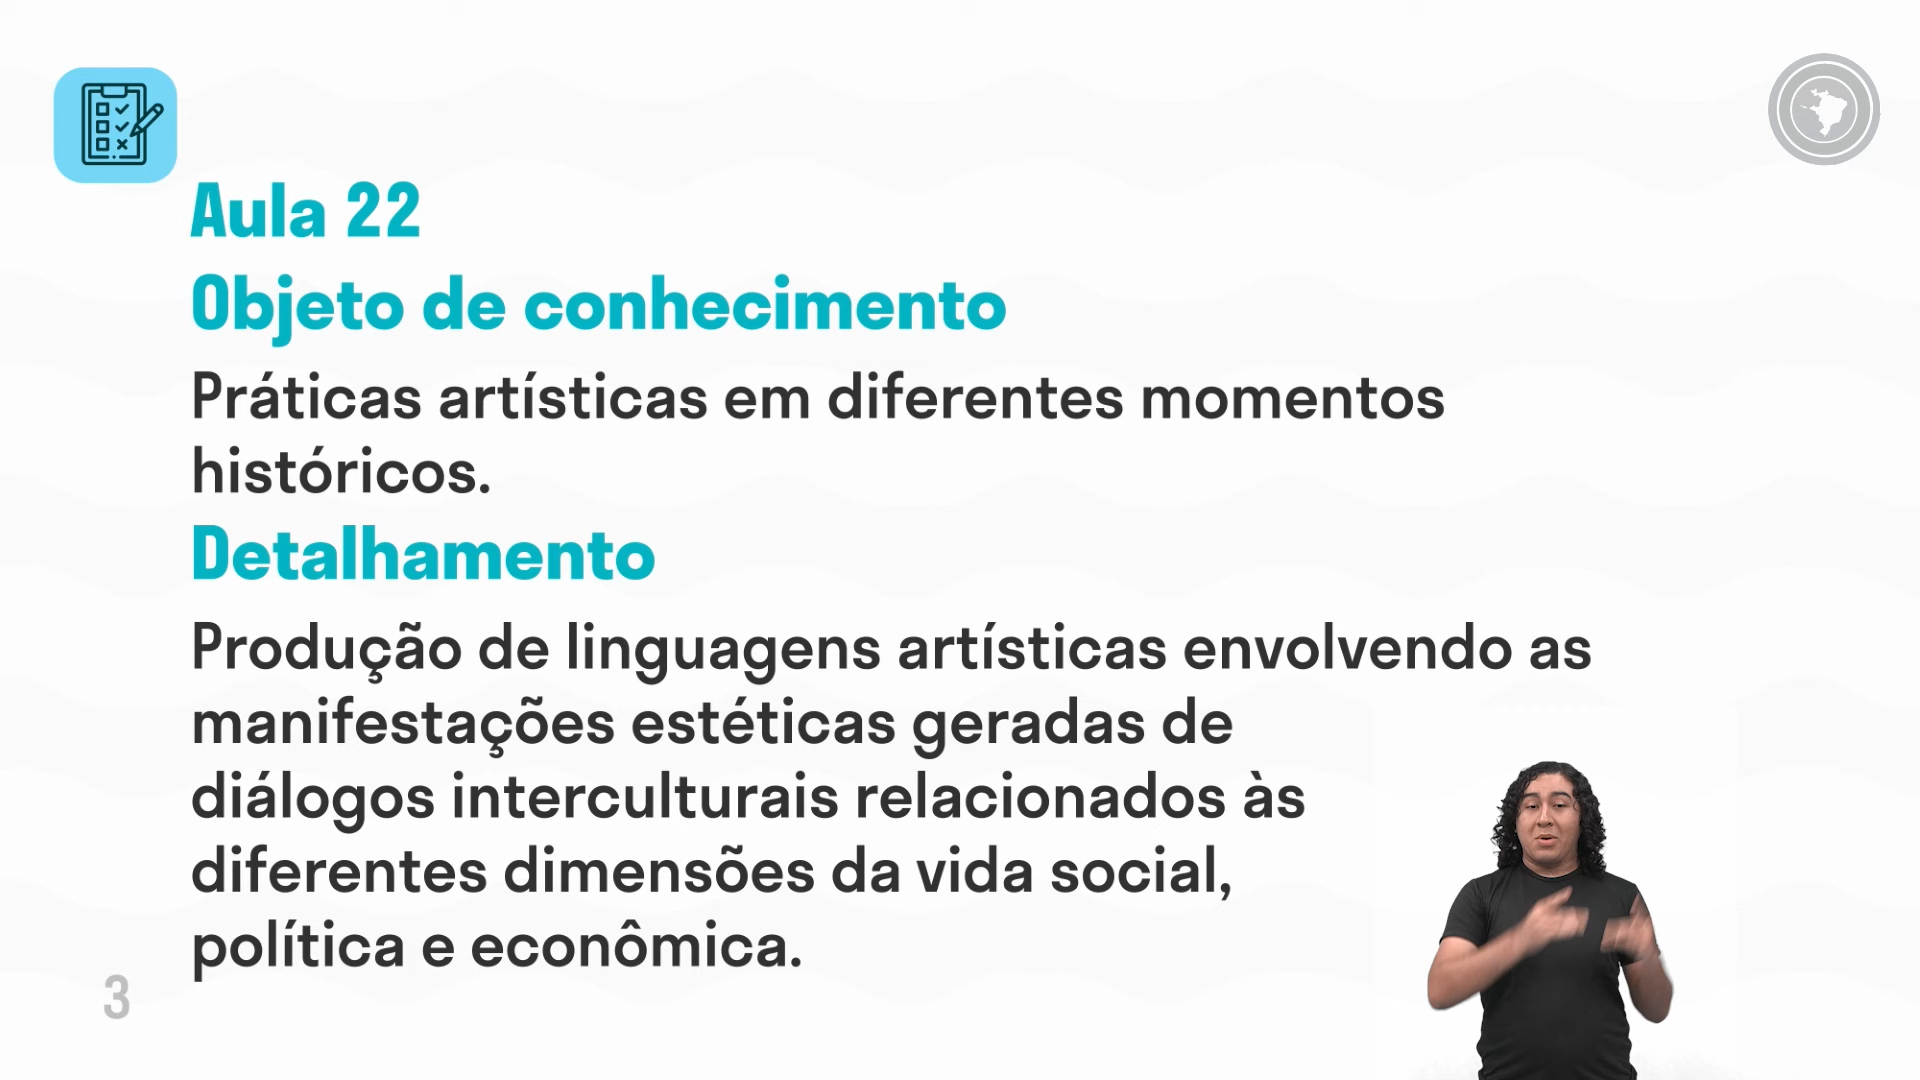 Aula 22
Objeto de conhecimento
Práticas artísticas em diferentes momentos
históricos.
Detalhamento
Produção de linguagens artísticas envolvendo as
manifestações estéticas geradas de
diálogos interculturais relacionados às
diferentes dimensões da vida social,
política e econômica.
3